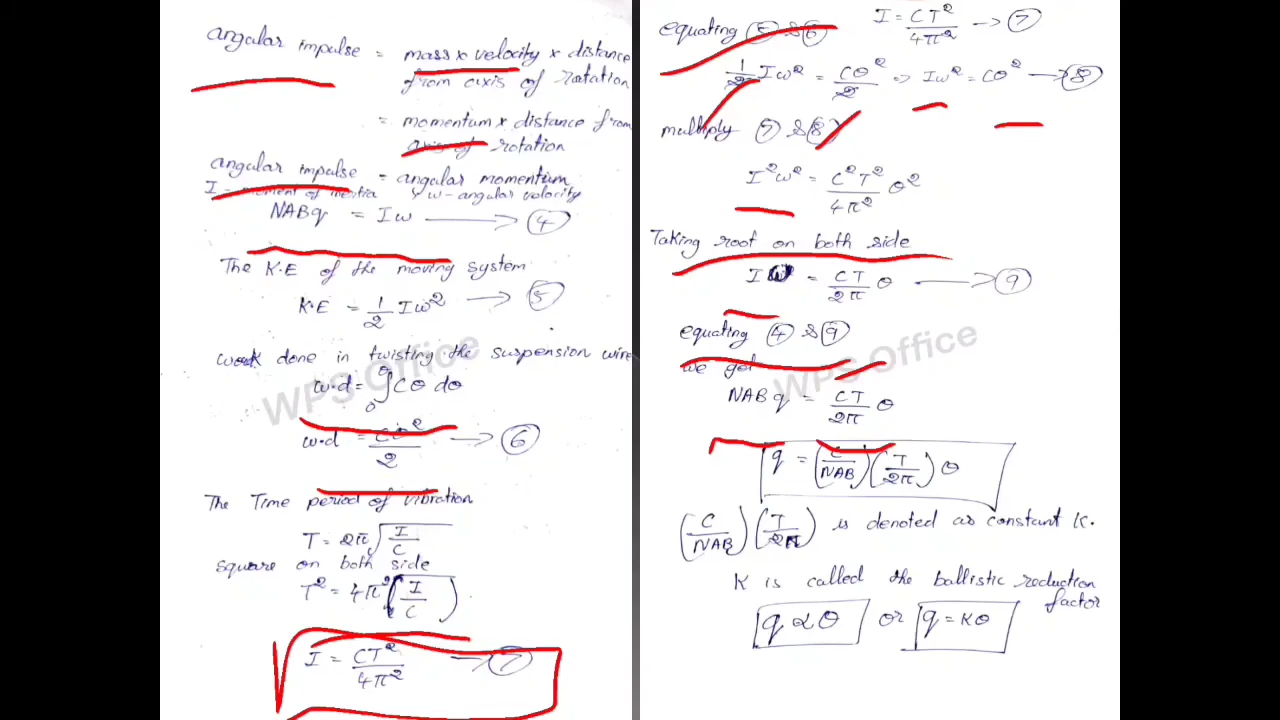 angular impulse = mass x velocity x distance
from axis of rotation
= momentum x distance from
axis of rotation
angular impulse = angular momentum
I - moment of inertia & ω - angular velocity
NABq = Iω → ④
The K.E of the moving system
K.E = 1/2 Iω² → ⑤
work done in twisting the suspension wire
w.d = ∫₀^θ Cθ dθ
w.d = Cθ²/2 → ⑥
The Time period of vibration
T = 2π√(I/C)
square on both side
T² = 4π² (I/C)
I = CT²/4π² → ⑦
equating ⑤ & ⑥ I = CT²/4π² → ⑦
1/2 Iω² = Cθ²/2 ⇒ Iω² = Cθ² → ⑧
multiply ⑦ & ⑧
I²ω² = C²T²/4π² θ²
Taking root on both side
Iω = CT/2π θ → ⑨
equating ④ & ⑨
we get
NABq = CT/2π θ
q = (C/NAB) (T/2π) θ
(C/NAB) (T/2π) is denoted as constant K.
K is called the ballistic reduction
factor
q ∝ θ or q = Kθ
WPS Office
WPS Office